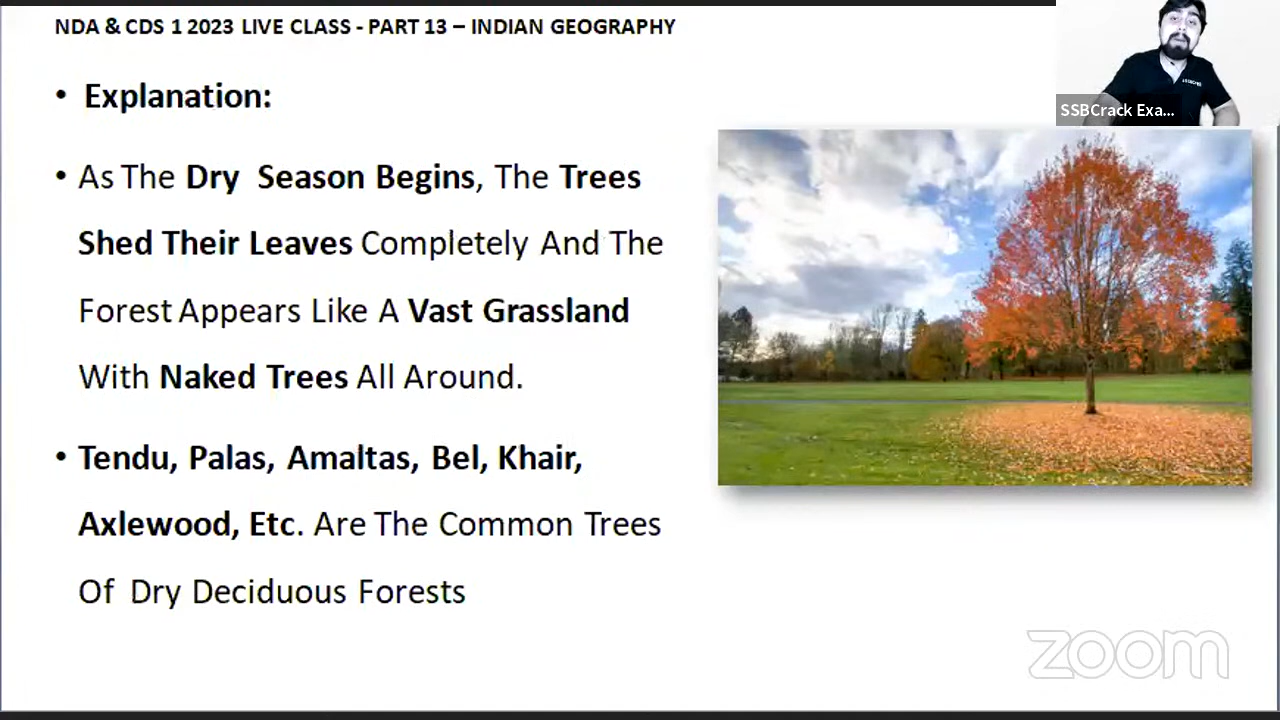 NDA & CDS 1 2023 LIVE CLASS - PART 13 – INDIAN GEOGRAPHY
• Explanation:
• As The Dry Season Begins, The Trees
Shed Their Leaves Completely And The
Forest Appears Like A Vast Grassland
With Naked Trees All Around.
• Tendu, Palas, Amaltas, Bel, Khair,
Axlewood, Etc. Are The Common Trees
Of Dry Deciduous Forests
SSBCrack Exa...
zoom